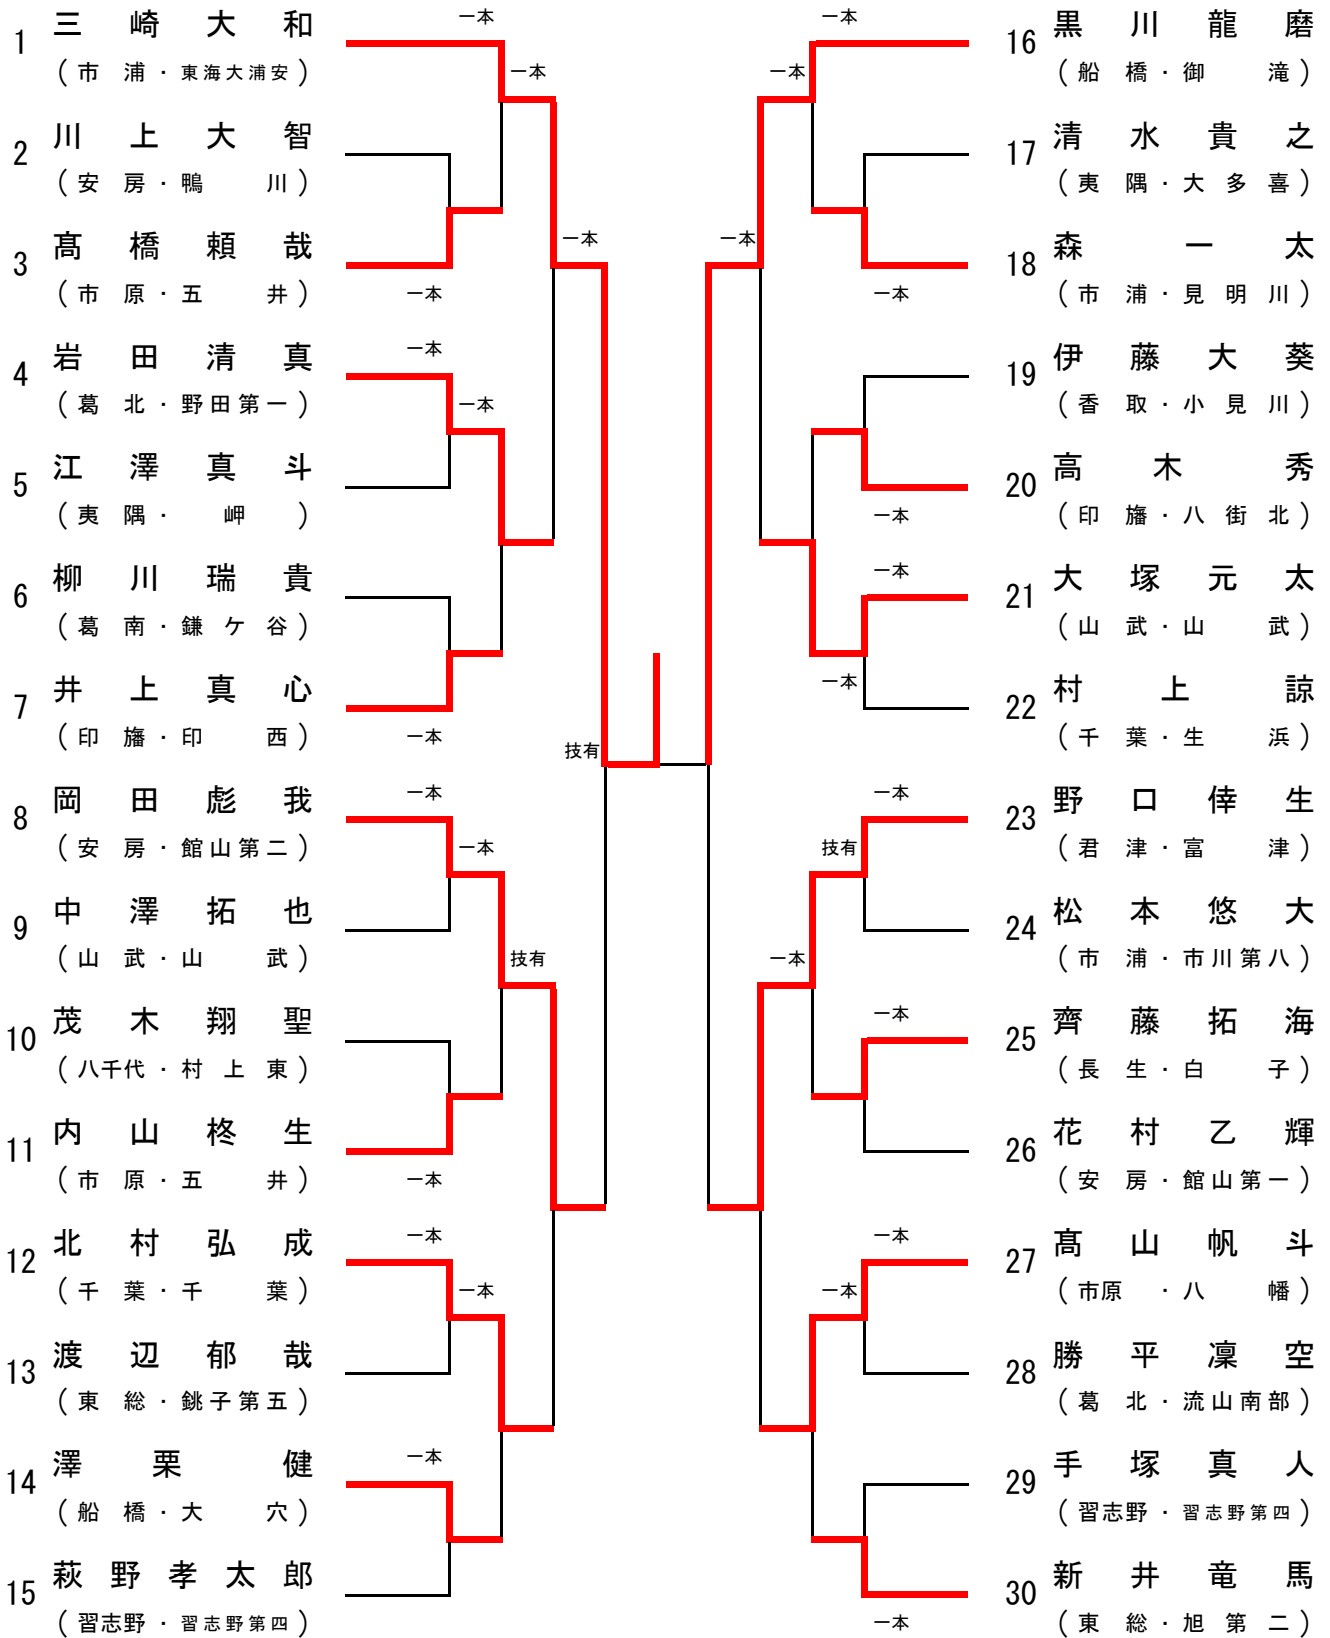 1 三崎大和
(市浦・東海大浦安)
一本
一本
2 川上大智
(安房・鴨川)
3 髙橋頼哉
(市原・五井)
一本
一本
4 岩田清真
(葛北・野田第一)
一本
一本
5 江澤真斗
(夷隅・岬)
6 柳川瑞貴
(葛南・鎌ケ谷)
7 井上真心
(印旛・印西)
一本
技有
8 岡田彪我
(安房・館山第二)
一本
一本
9 中澤拓也
(山武・山武)
技有
10 茂木翔聖
(八千代・村上東)
11 内山柊生
(市原・五井)
一本
12 北村弘成
(千葉・千葉)
一本
一本
13 渡辺郁哉
(東総・銚子第五)
14 澤栗健
(船橋・大穴)
一本
15 萩野孝太郎
(習志野・習志野第四)
一本
一本
16 黒川龍磨
(船橋・御滝)
17 清水貴之
(夷隅・大多喜)
一本
18 森一太
(市浦・見明川)
一本
19 伊藤大葵
(香取・小見川)
20 高木秀
(印旛・八街北)
一本
一本
21 大塚元太
(山武・山武)
一本
22 村上諒
(千葉・生浜)
一本
技有
23 野口倖生
(君津・富津)
24 松本悠大
(市浦・市川第八)
一本
一本
25 齊藤拓海
(長生・白子)
26 花村乙輝
(安房・館山第一)
一本
一本
27 髙山帆斗
(市原・八幡)
28 勝平凜空
(葛北・流山南部)
29 手塚真人
(習志野・習志野第四)
30 新井竜馬
(東総・旭第二)
一本